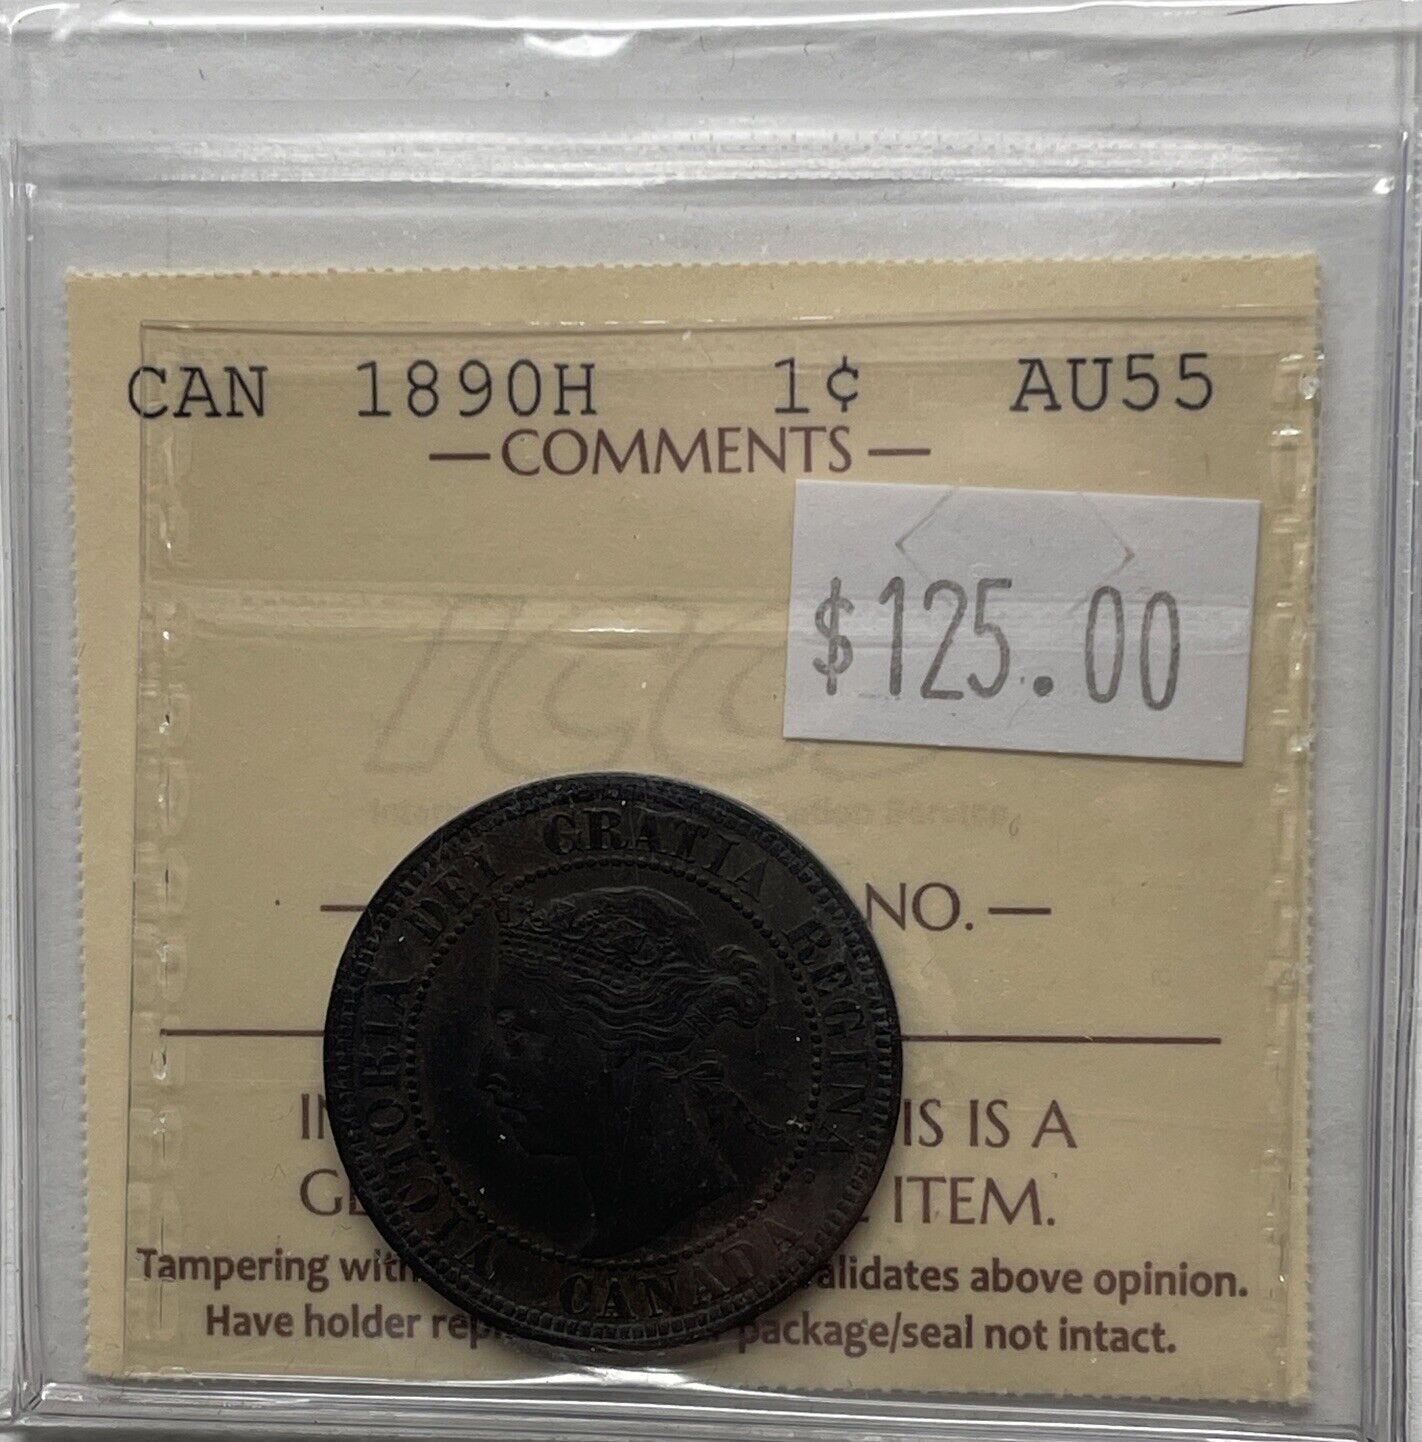 CAN 1890H 1¢ AU55
— COMMENTS —
$125.00
ICCS
NO. —
IS IS A
ITEM.
Tampering with alidates above opinion.
Have holder package/seal not intact.
VICTORIA DEI GRATIA REGINA.
CANADA